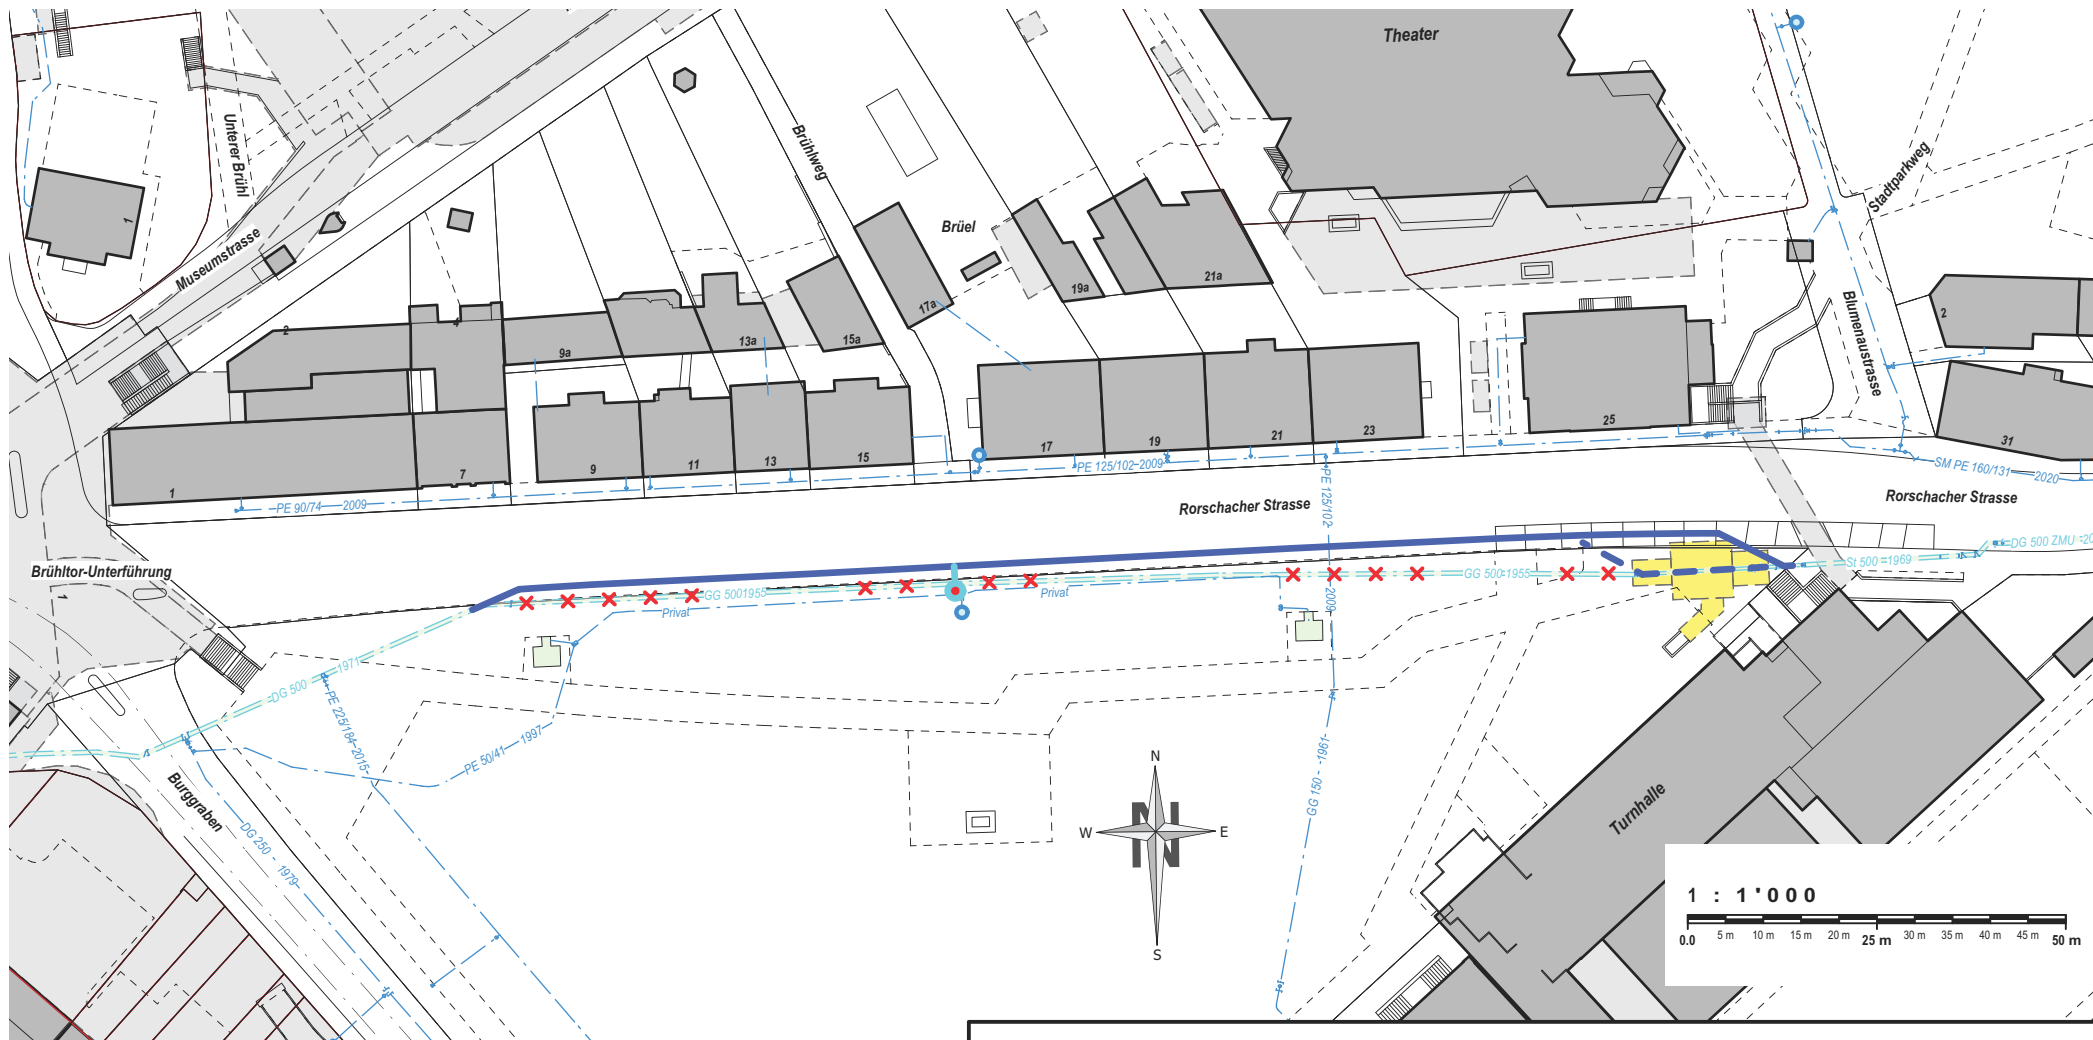 Theater
Unterer Brühl
Brühlweg
Stadtparkweg
1
Museumstrasse
Brüel
19a
21a
17a
2
4
9a
13a
15a
2
Blumenaustrasse
1
7
9
11
13
15
17
19
21
23
25
31
PE 90/74 2009
PE 125/102-2009
PE 125/102
2009
SM PE 160/131 2020
Rorschacher Strasse
Rorschacher Strasse
Brühltor-Unterführung
1
DG 500 ZMU
St 500 -1969
GG 500-1955
GG 5001955
Privat
Privat
DG 500 1971
PE 225/184-2015
PE 50/41 1997
GG 150 - -1961-
Burggraben
DG 250 - 1979
Turnhalle
N
W
E
S
N
1 : 1'000
0.0 5 m 10 m 15 m 20 m 25 m 30 m 35 m 40 m 45 m 50 m